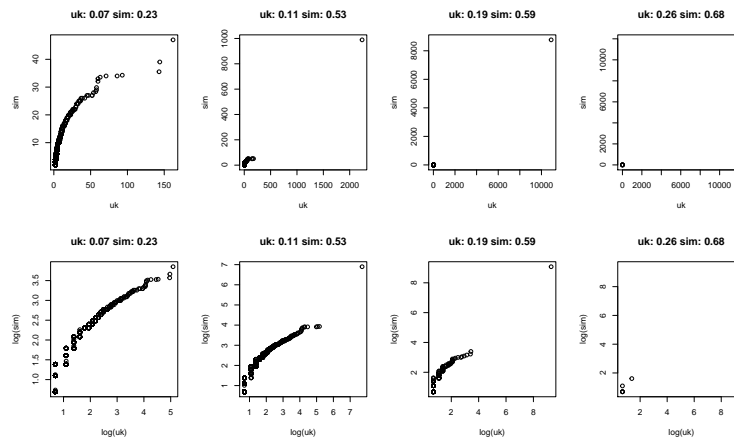 uk: 0.07 sim: 0.23
uk: 0.11 sim: 0.53
uk: 0.19 sim: 0.59
uk: 0.26 sim: 0.68
sim
10 20 30 40
0 50 100 150
uk
sim
0 200 400 600 800 1000
0 500 1000 1500 2000
uk
sim
0 2000 4000 6000 8000
0 2000 6000 10000
uk
sim
0 2000 6000 10000
0 2000 6000 10000
uk
uk: 0.07 sim: 0.23
uk: 0.11 sim: 0.53
uk: 0.19 sim: 0.59
uk: 0.26 sim: 0.68
log(sim)
1.0 1.5 2.0 2.5 3.0 3.5
1 2 3 4 5
log(uk)
log(sim)
1 2 3 4 5 6 7
1 2 3 4 5 6 7
log(uk)
log(sim)
2 4 6 8
2 4 6 8
log(uk)
log(sim)
2 4 6 8
2 4 6 8
log(uk)